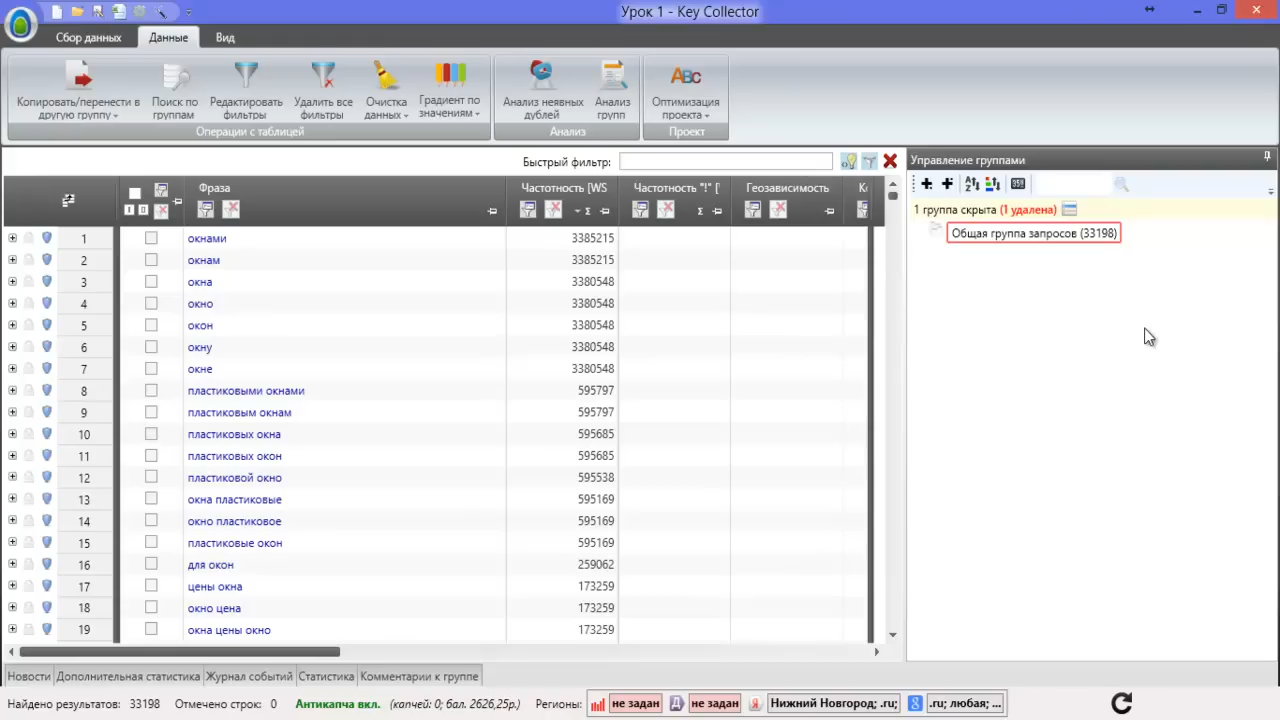 Урок 1 - Key Collector
Сбор данных Данные Вид
Копировать/перенести в другую группу
Поиск по группам
Редактировать фильтры
Удалить все фильтры
Очистка данных
Градиент по значениям
Операции с таблицей
Анализ неявных дублей
Анализ групп
Анализ
ABC
Оптимизация проекта
Проект
Быстрый фильтр:
Управление группами
1 группа скрыта (1 удалена)
Общая группа запросов (33198)
Фраза Частотность [WS Частотность "!" [' Геозависимость Кс
1 окнами 3385215
2 окнам 3385215
3 окна 3380548
4 окно 3380548
5 окон 3380548
6 окну 3380548
7 окне 3380548
8 пластиковыми окнами 595797
9 пластиковым окнам 595797
10 пластиковых окна 595685
11 пластиковых окон 595685
12 пластиковой окно 595538
13 окна пластиковые 595169
14 окно пластиковое 595169
15 пластиковые окон 595169
16 для окон 259062
17 цены окна 173259
18 окно цена 173259
19 окна цены окно 173259
Новости Дополнительная статистика Журнал событий Статистика Комментарии к группе
Найдено результатов: 33198 Отмечено строк: 0 Антикапча вкл. (капчей: 0; бал. 2626,25р.) Регионы: не задан не задан Нижний Новгород; .ru; .ru; любая; ...